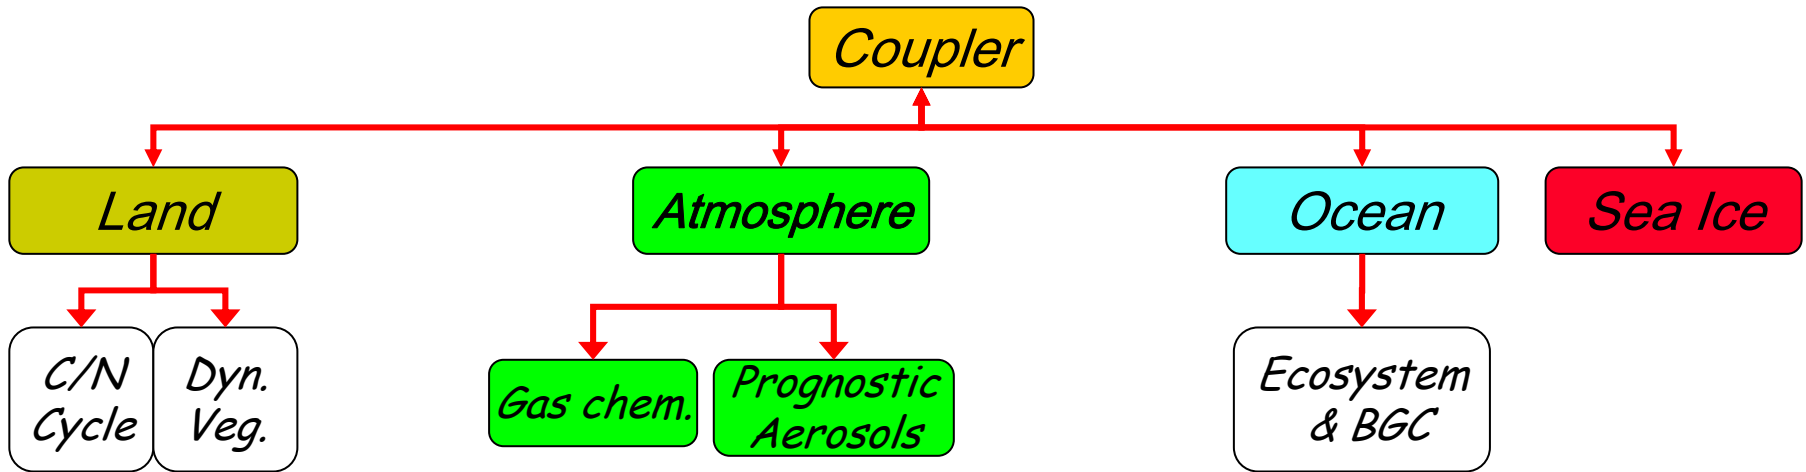 Coupler
Land
Atmosphere
Ocean
Sea Ice
C/N
Cycle
Dyn.
Veg.
Gas chem.
Prognostic
Aerosols
Ecosystem
& BGC